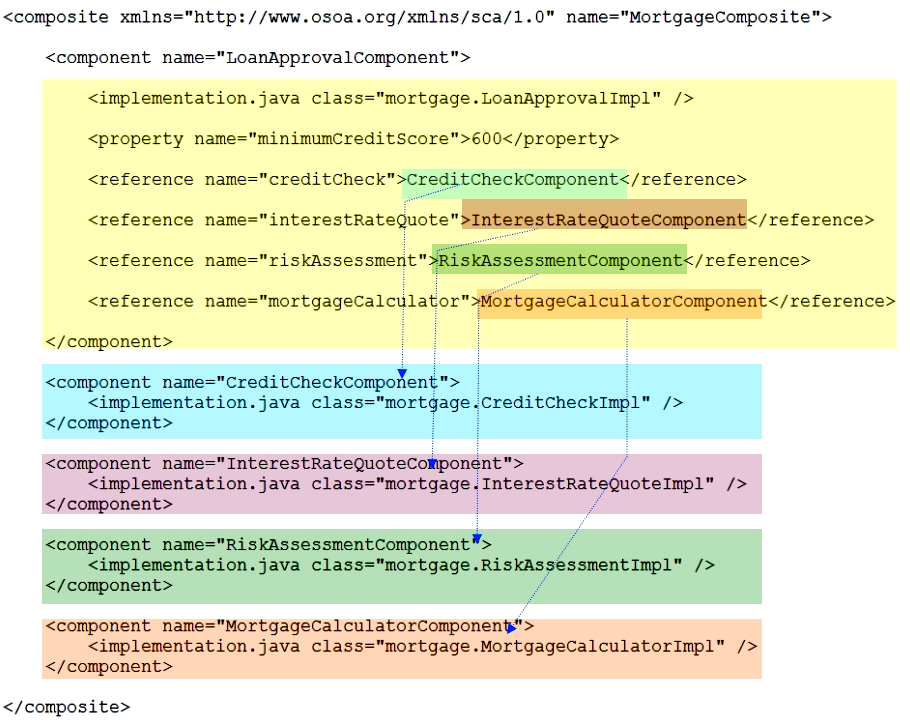 <composite xmlns="http://www.osoa.org/xmlns/sca/1.0" name="MortgageComposite">
<component name="LoanApprovalComponent">
<implementation.java class="mortgage.LoanApprovalImpl" />
<property name="minimumCreditScore">600</property>
<reference name="creditCheck">CreditCheckComponent</reference>
<reference name="interestRateQuote">InterestRateQuoteComponent</reference>
<reference name="riskAssessment">RiskAssessmentComponent</reference>
<reference name="mortgageCalculator">MortgageCalculatorComponent</reference>
</component>
<component name="CreditCheckComponent">
<implementation.java class="mortgage.CreditCheckImpl" />
</component>
<component name="InterestRateQuoteComponent">
<implementation.java class="mortgage.InterestRateQuoteImpl" />
</component>
<component name="RiskAssessmentComponent">
<implementation.java class="mortgage.RiskAssessmentImpl" />
</component>
<component name="MortgageCalculatorComponent">
<implementation.java class="mortgage.MortgageCalculatorImpl" />
</component>
</composite>